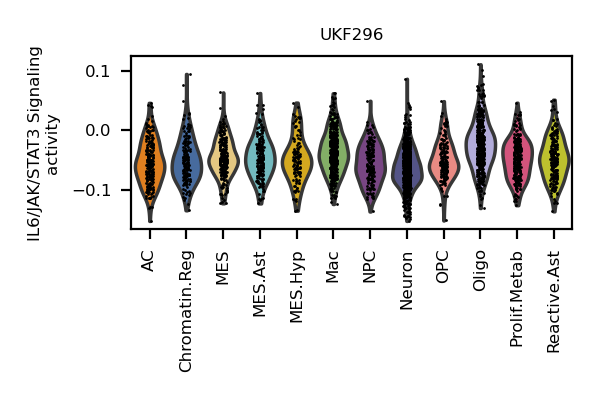 UKF296
IL6/JAK/STAT3 Signaling
activity
0.1
0.0
−0.1
AC
Chromatin.Reg
MES
MES.Ast
MES.Hyp
Mac
NPC
Neuron
OPC
Oligo
Prolif.Metab
Reactive.Ast